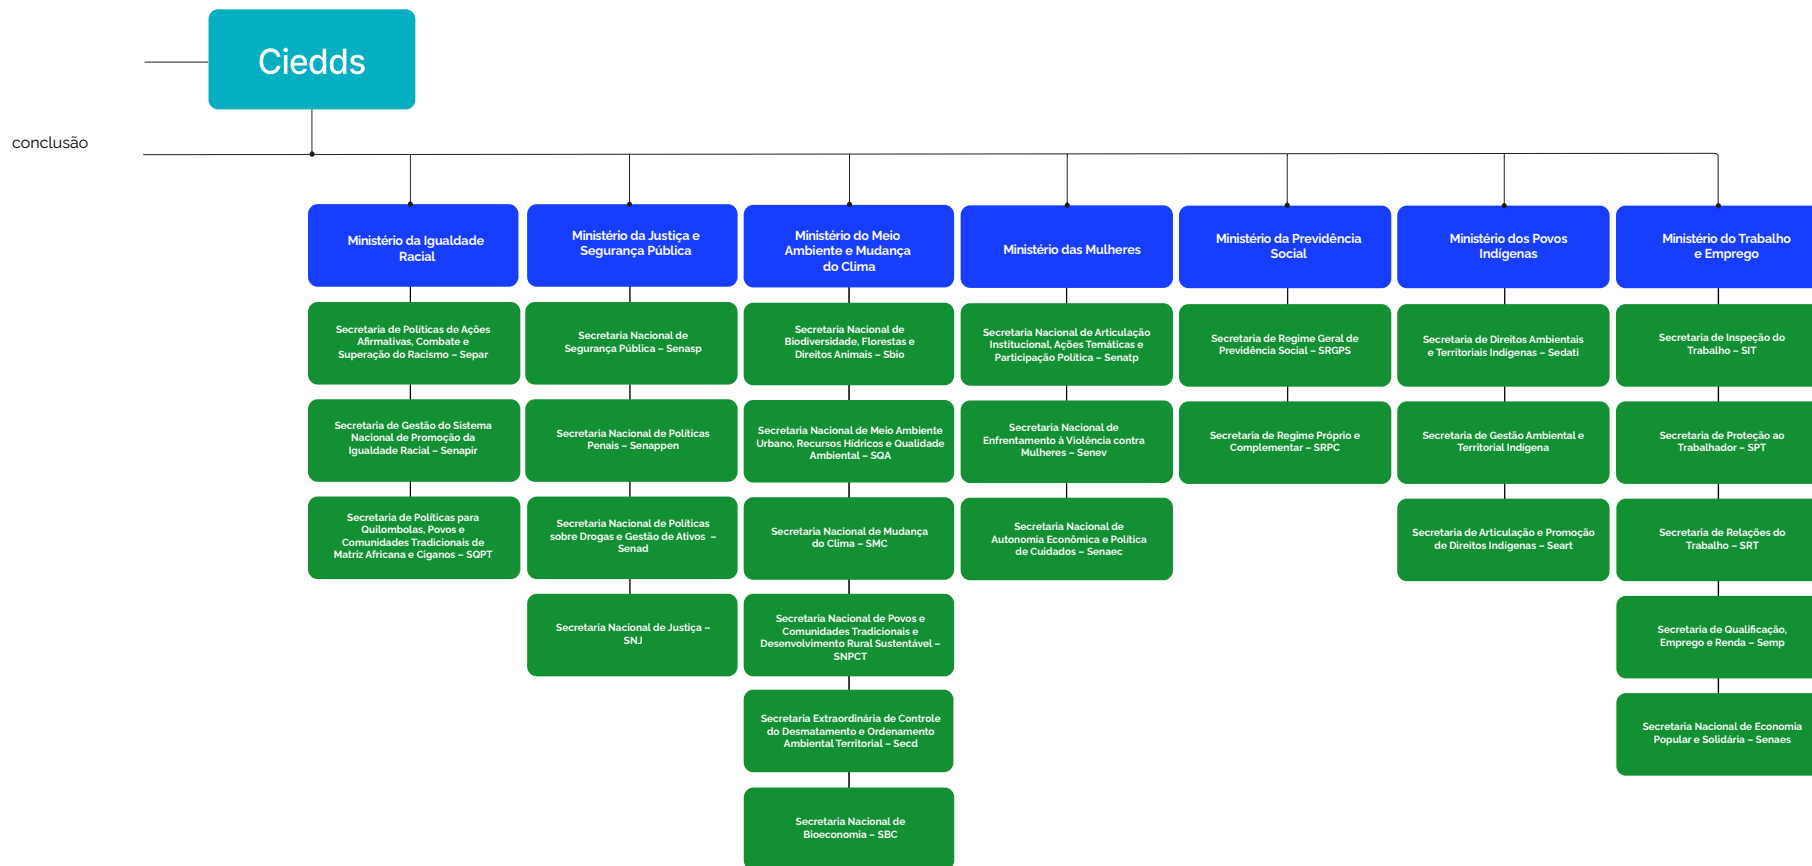 Ciedds
conclusão
Ministério da Igualdade
Racial
Secretaria de Políticas de Ações
Afirmativas, Combate e
Superação do Racismo – Separ
Secretaria de Gestão do Sistema
Nacional de Promoção da
Igualdade Racial – Senapir
Secretaria de Políticas para
Quilombolas, Povos e
Comunidades Tradicionais de
Matriz Africana e Ciganos – SQPT
Ministério da Justiça e
Segurança Pública
Secretaria Nacional de
Segurança Pública – Senasp
Secretaria Nacional de Políticas
Penais – Senappen
Secretaria Nacional de Políticas
sobre Drogas e Gestão de Ativos –
Senad
Secretaria Nacional de Justiça –
SNJ
Ministério do Meio
Ambiente e Mudança
do Clima
Secretaria Nacional de
Biodiversidade, Florestas e
Direitos Animais – Sbio
Secretaria Nacional de Meio Ambiente
Urbano, Recursos Hídricos e Qualidade
Ambiental – SQA
Secretaria Nacional de Mudança
do Clima – SMC
Secretaria Nacional de Povos e
Comunidades Tradicionais e
Desenvolvimento Rural Sustentável –
SNPCT
Secretaria Extraordinária de Controle
do Desmatamento e Ordenamento
Ambiental Territorial – Secd
Secretaria Nacional de
Bioeconomia – SBC
Ministério das Mulheres
Secretaria Nacional de Articulação
Institucional, Ações Temáticas e
Participação Política – Senatp
Secretaria Nacional de
Enfrentamento à Violência contra
Mulheres – Senev
Secretaria Nacional de
Autonomia Econômica e Política
de Cuidados – Senaec
Ministério da Previdência
Social
Secretaria de Regime Geral de
Previdência Social – SRGPS
Secretaria de Regime Próprio e
Complementar – SRPC
Ministério dos Povos
Indígenas
Secretaria de Direitos Ambientais
e Territoriais Indígenas – Sedati
Secretaria de Gestão Ambiental e
Territorial Indígena
Secretaria de Articulação e Promoção
de Direitos Indígenas – Seart
Ministério do Trabalho
e Emprego
Secretaria de Inspeção do
Trabalho – SIT
Secretaria de Proteção ao
Trabalhador – SPT
Secretaria de Relações do
Trabalho – SRT
Secretaria de Qualificação,
Emprego e Renda – Semp
Secretaria Nacional de Economia
Popular e Solidária – Senaes